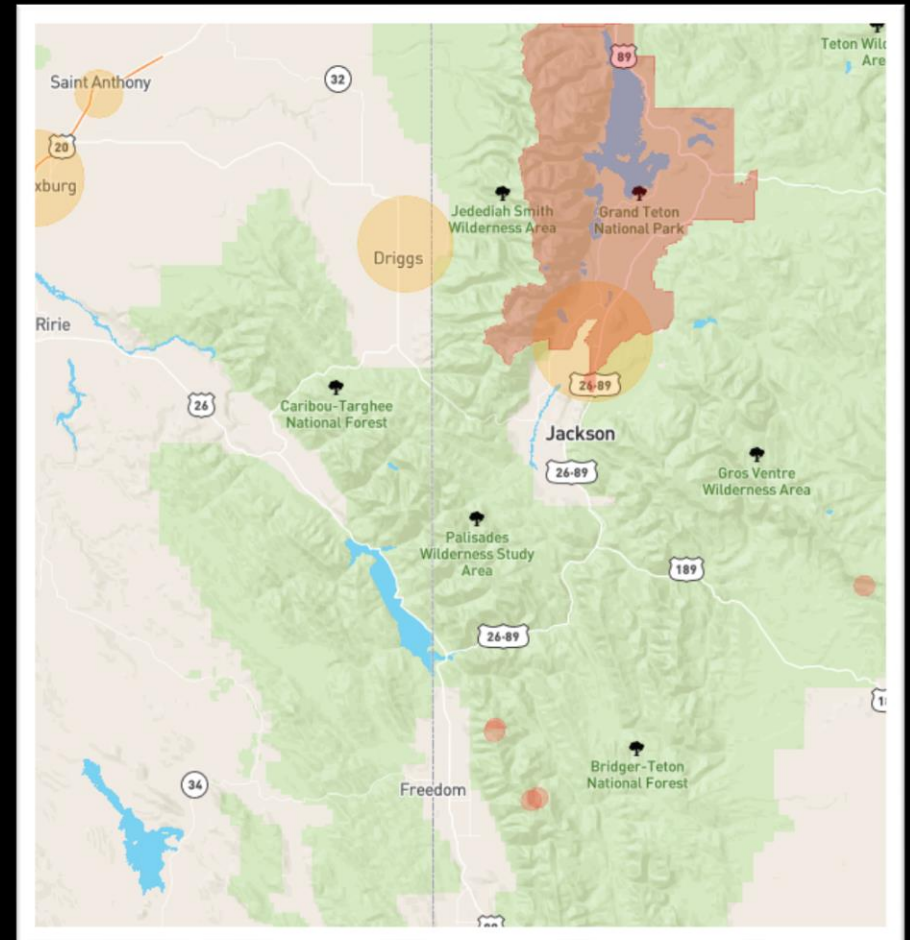 89
Teton Wild
Are
Saint Anthony
32
20
xburg
Jedediah Smith
Wilderness Area
Grand Teton
National Park
Driggs
Ririe
26-89
26
Caribou-Targhee
National Forest
Jackson
26-89
Gros Ventre
Wilderness Area
Palisades
Wilderness Study
Area
189
26-89
18
Bridger-Teton
National Forest
34
Freedom